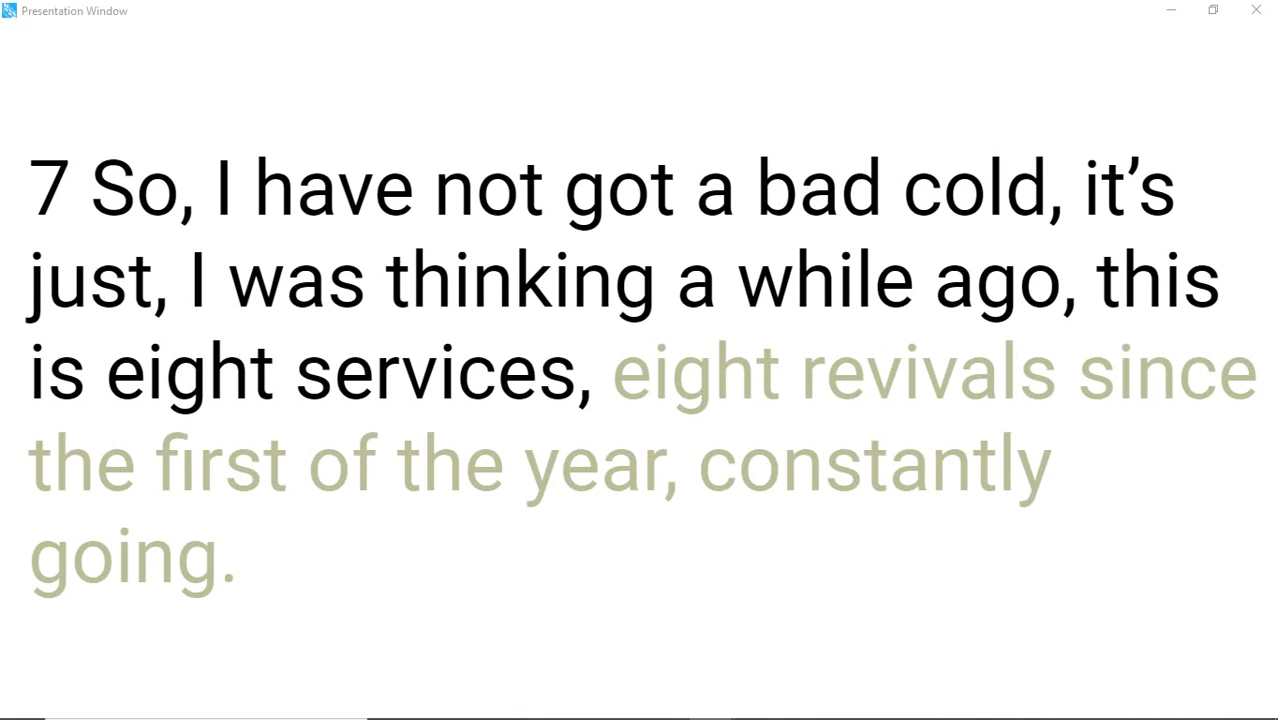 Presentation Window
7 So, I have not got a bad cold, it’s
just, I was thinking a while ago, this
is eight services, eight revivals since
the first of the year, constantly
going.